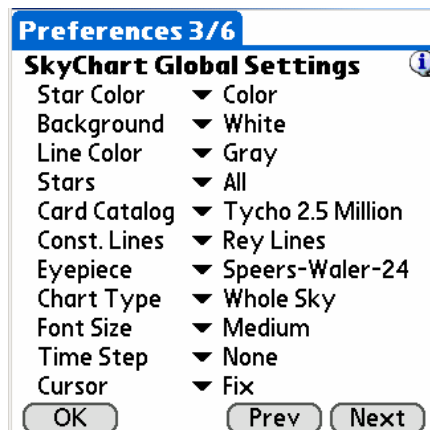 Preferences 3/6
SkyChart Global Settings i
Star Color Color
Background White
Line Color Gray
Stars All
Card Catalog Tycho 2.5 Million
Const. Lines Rey Lines
Eyepiece Speers-Waler-24
Chart Type Whole Sky
Font Size Medium
Time Step None
Cursor Fix
OK Prev Next